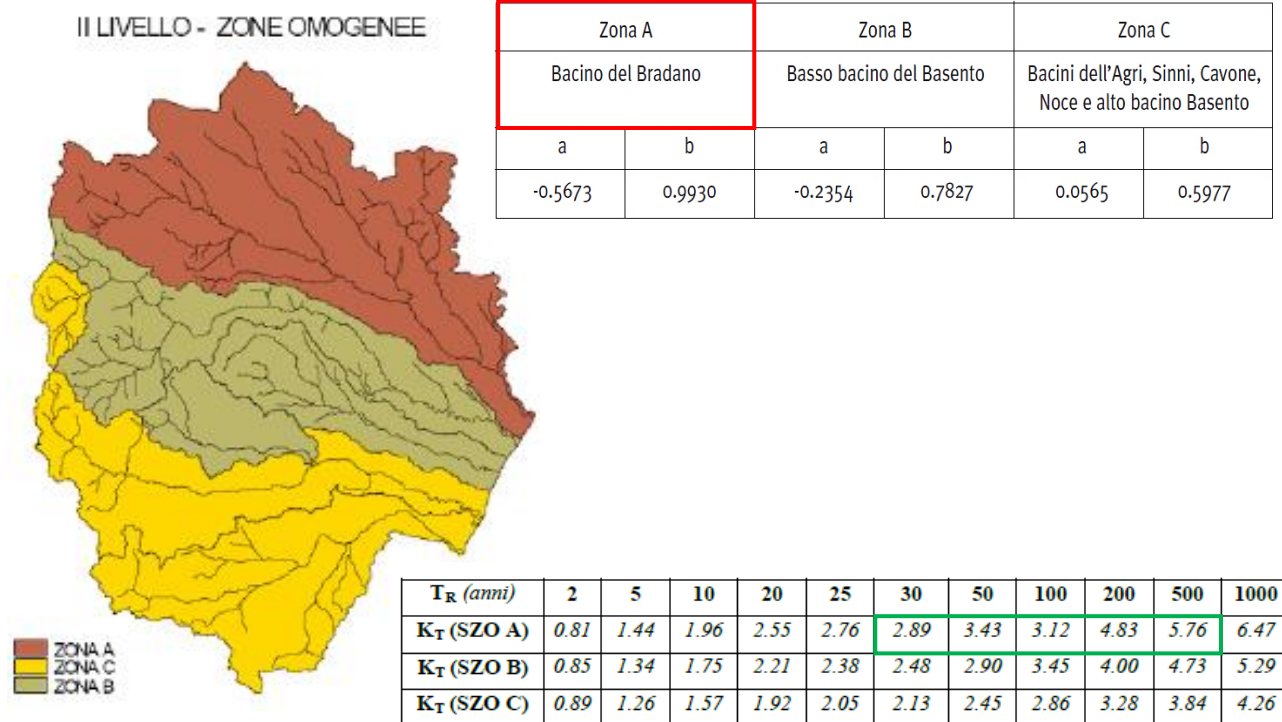 II LIVELLO - ZONE OMOGENEE
Zona A Zona B Zona C
Bacino del Bradano Basso bacino del Basento Bacini dell'Agri, Sinni, Cavone,
Noce e alto bacino Basento
a b a b a b
-0.5673 0.9930 -0.2354 0.7827 0.0565 0.5977
ZONA A
ZONA C
ZONA B
TR (anni) 2 5 10 20 25 30 50 100 200 500 1000
KT (SZO A) 0.81 1.44 1.96 2.55 2.76 2.89 3.43 3.12 4.83 5.76 6.47
KT (SZO B) 0.85 1.34 1.75 2.21 2.38 2.48 2.90 3.45 4.00 4.73 5.29
KT (SZO C) 0.89 1.26 1.57 1.92 2.05 2.13 2.45 2.86 3.28 3.84 4.26